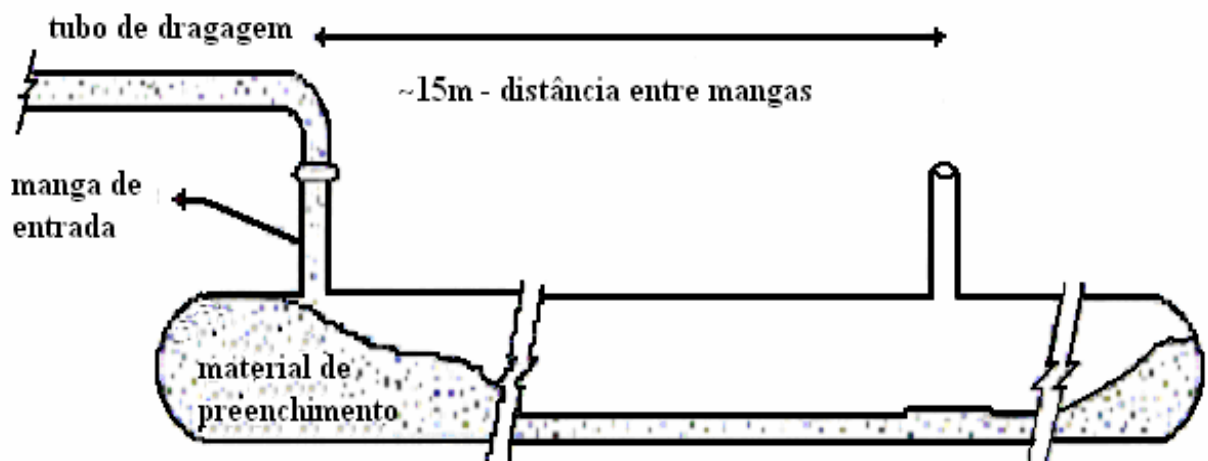 tubo de dragagem
~15m - distância entre mangas
manga de
entrada
material de
preenchimento